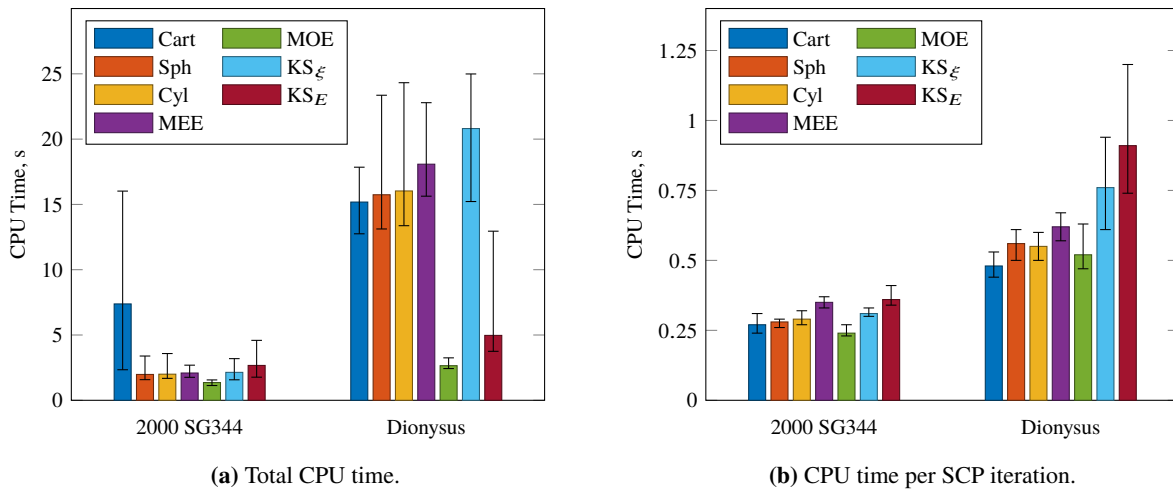 CPU Time, s
25
20
15
10
5
0
Cart
Sph
Cyl
MEE
MOE
KSξ
KSE
2000 SG344
Dionysus
(a) Total CPU time.
CPU Time, s
1.25
1
0.75
0.5
0.25
0
Cart
Sph
Cyl
MEE
MOE
KSξ
KSE
2000 SG344
Dionysus
(b) CPU time per SCP iteration.